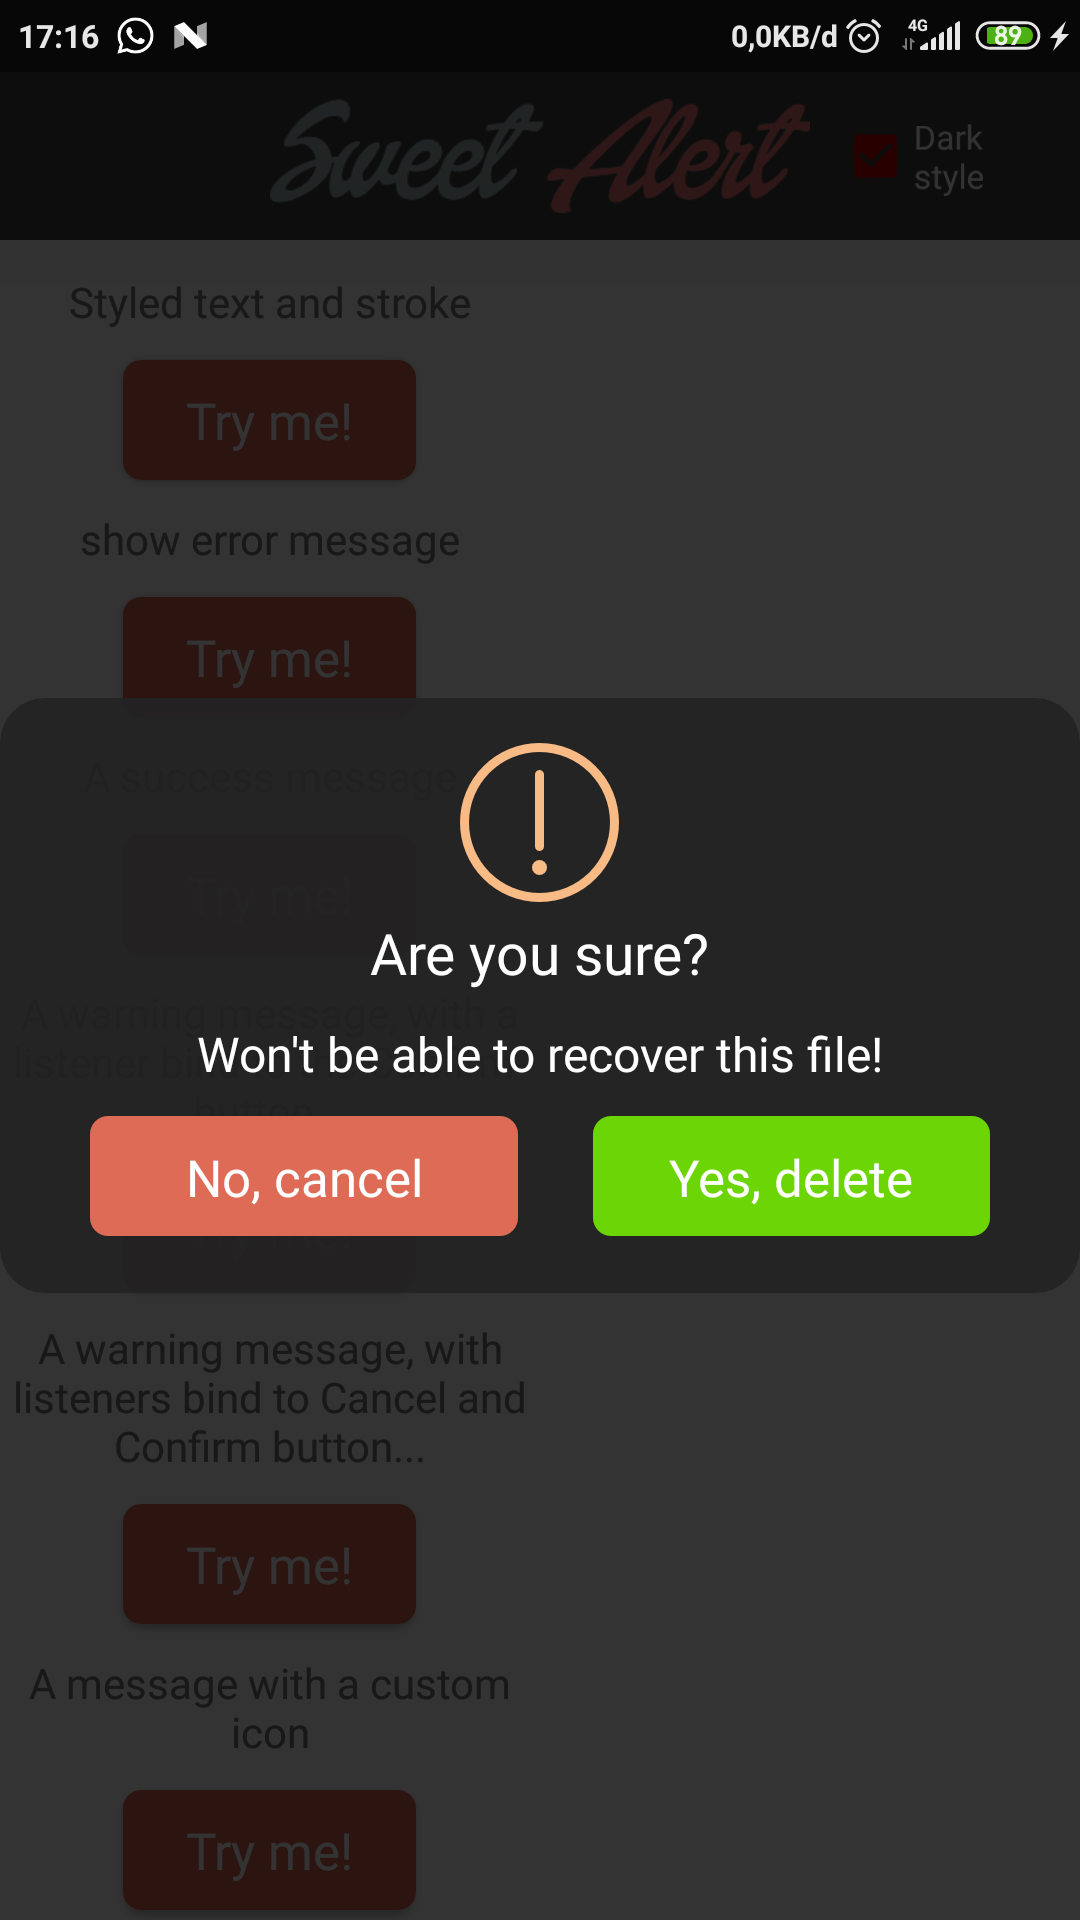 17:16 0,0KB/d 4G 89
Sweet Alert
Dark
style
Styled text and stroke
Try me!
show error message
Try me!
A success message
Try me!
Are you sure?
A warning message, with a
Won't be able to recover this file!
listener
button
No, cancel
Yes, delete
Try me!
A warning message, with
listeners bind to Cancel and
Confirm button...
Try me!
A message with a custom
icon
Try me!